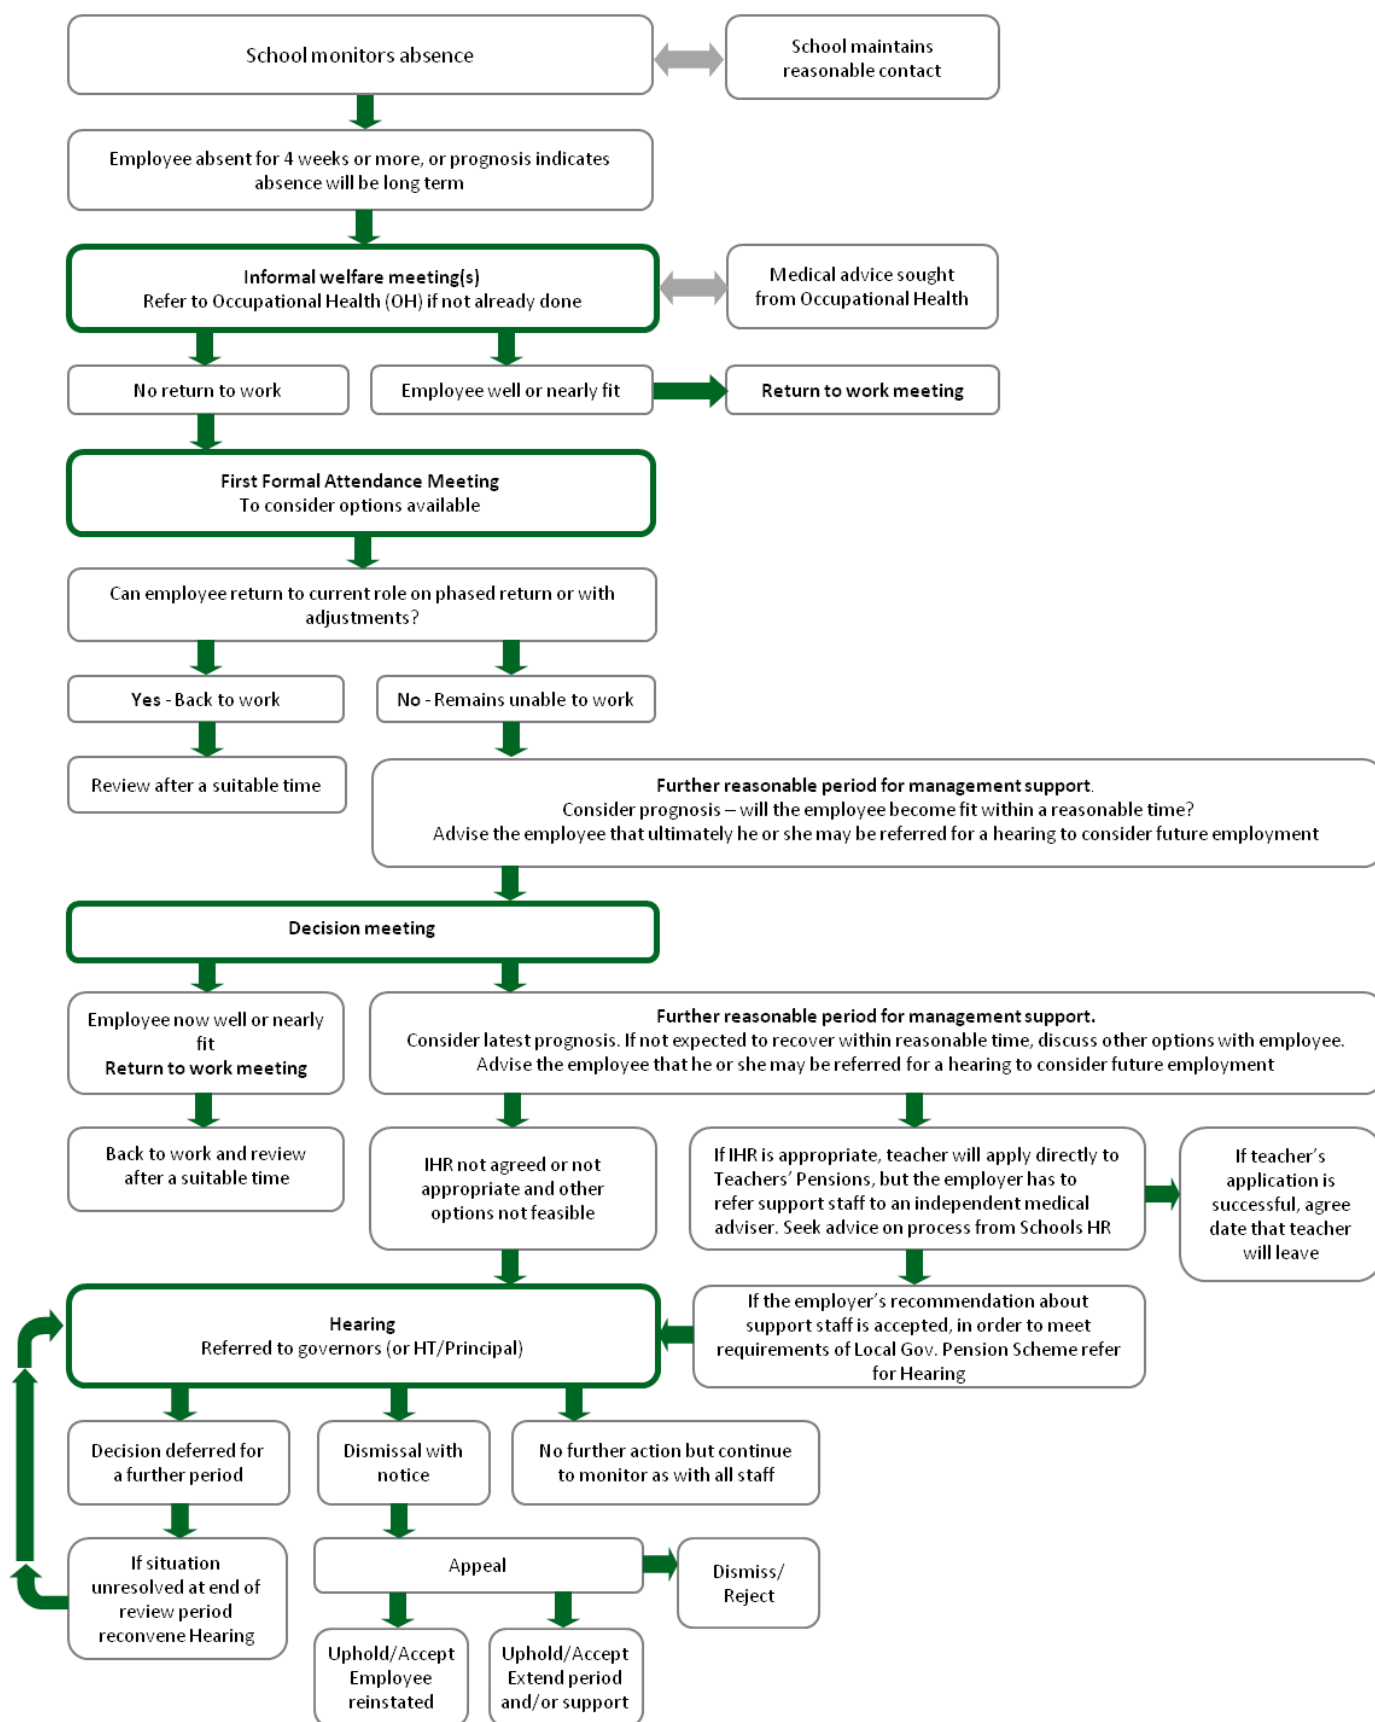 School monitors absence
School maintains
reasonable contact
Employee absent for 4 weeks or more, or prognosis indicates
absence will be long term
Informal welfare meeting(s)
Refer to Occupational Health (OH) if not already done
Medical advice sought
from Occupational Health
No return to work
Employee well or nearly fit
Return to work meeting
First Formal Attendance Meeting
To consider options available
Can employee return to current role on phased return or with
adjustments?
Yes - Back to work
No - Remains unable to work
Review after a suitable time
Further reasonable period for management support.
Consider prognosis – will the employee become fit within a reasonable time?
Advise the employee that ultimately he or she may be referred for a hearing to consider future employment
Decision meeting
Employee now well or nearly
fit
Return to work meeting
Further reasonable period for management support.
Consider latest prognosis. If not expected to recover within reasonable time, discuss other options with employee.
Advise the employee that he or she may be referred for a hearing to consider future employment
Back to work and review
after a suitable time
IHR not agreed or not
appropriate and other
options not feasible
If IHR is appropriate, teacher will apply directly to
Teachers' Pensions, but the employer has to
refer support staff to an independent medical
adviser. Seek advice on process from Schools HR
If teacher's
application is
successful, agree
date that teacher
will leave
Hearing
Referred to governors (or HT/Principal)
If the employer's recommendation about
support staff is accepted, in order to meet
requirements of Local Gov. Pension Scheme refer
for Hearing
Decision deferred for
a further period
Dismissal with
notice
No further action but continue
to monitor as with all staff
If situation
unresolved at end of
review period
reconvene Hearing
Appeal
Dismiss/
Reject
Uphold/Accept
Employee
reinstated
Uphold/Accept
Extend period
and/or support